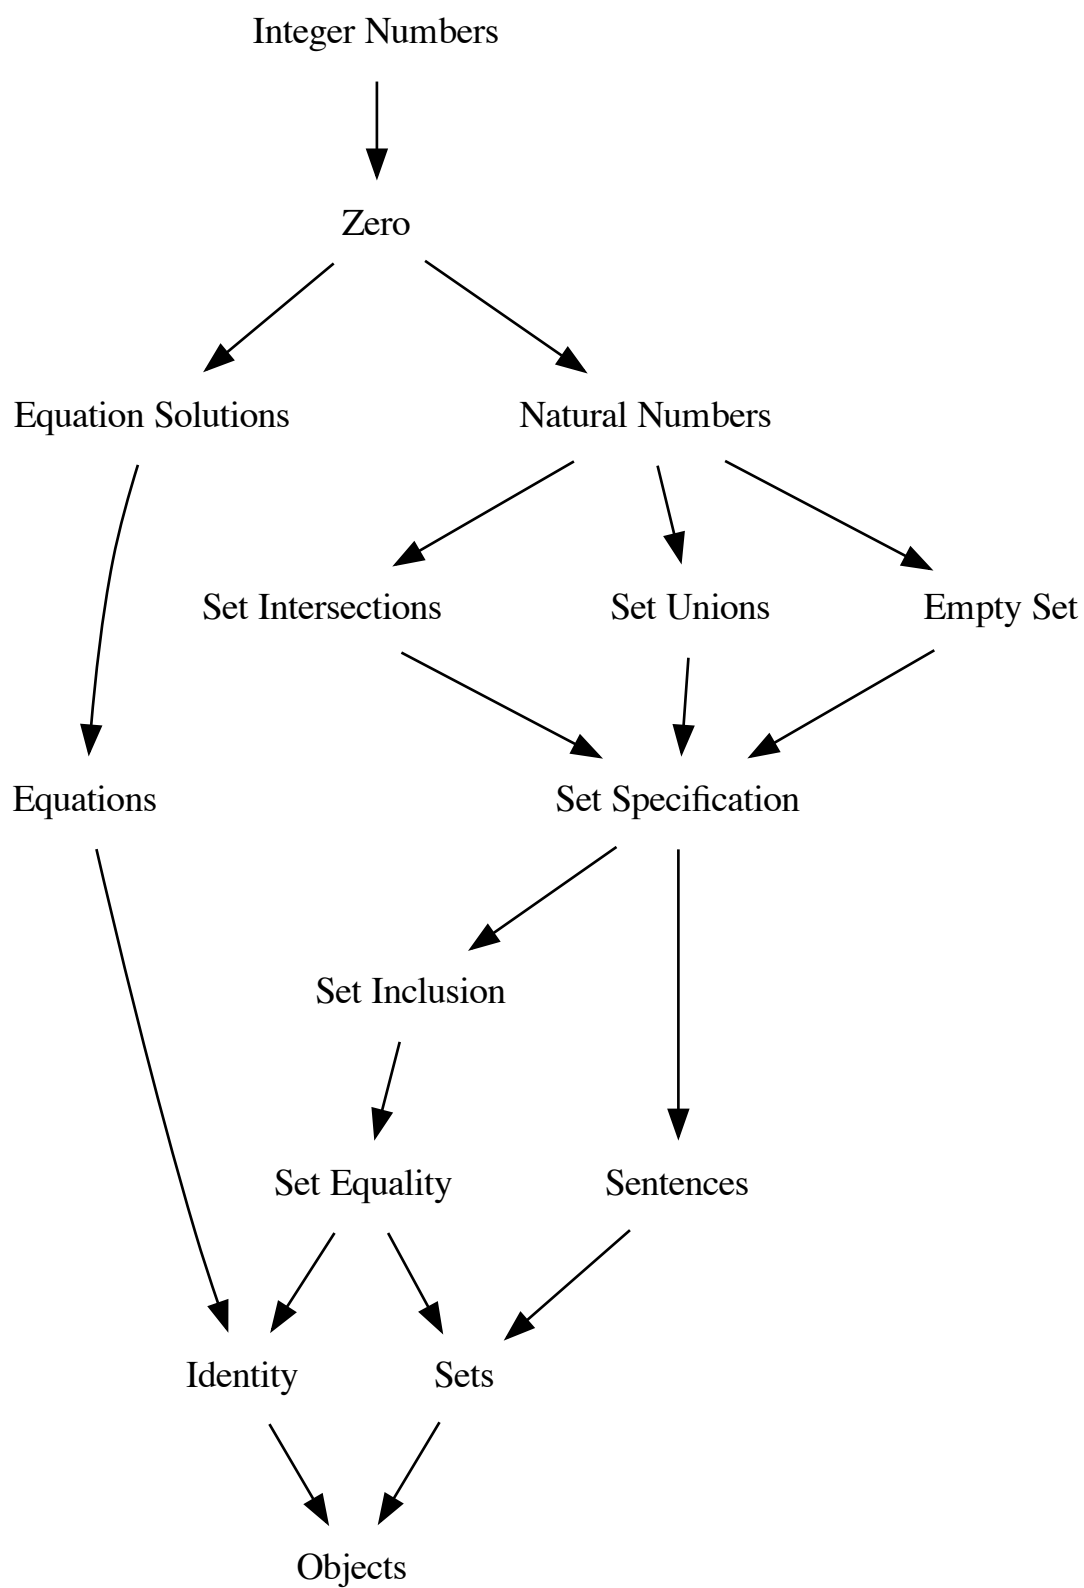 Integer Numbers
Zero
Equation Solutions
Natural Numbers
Set Intersections
Set Unions
Empty Set
Equations
Set Specification
Set Inclusion
Set Equality
Sentences
Identity
Sets
Objects